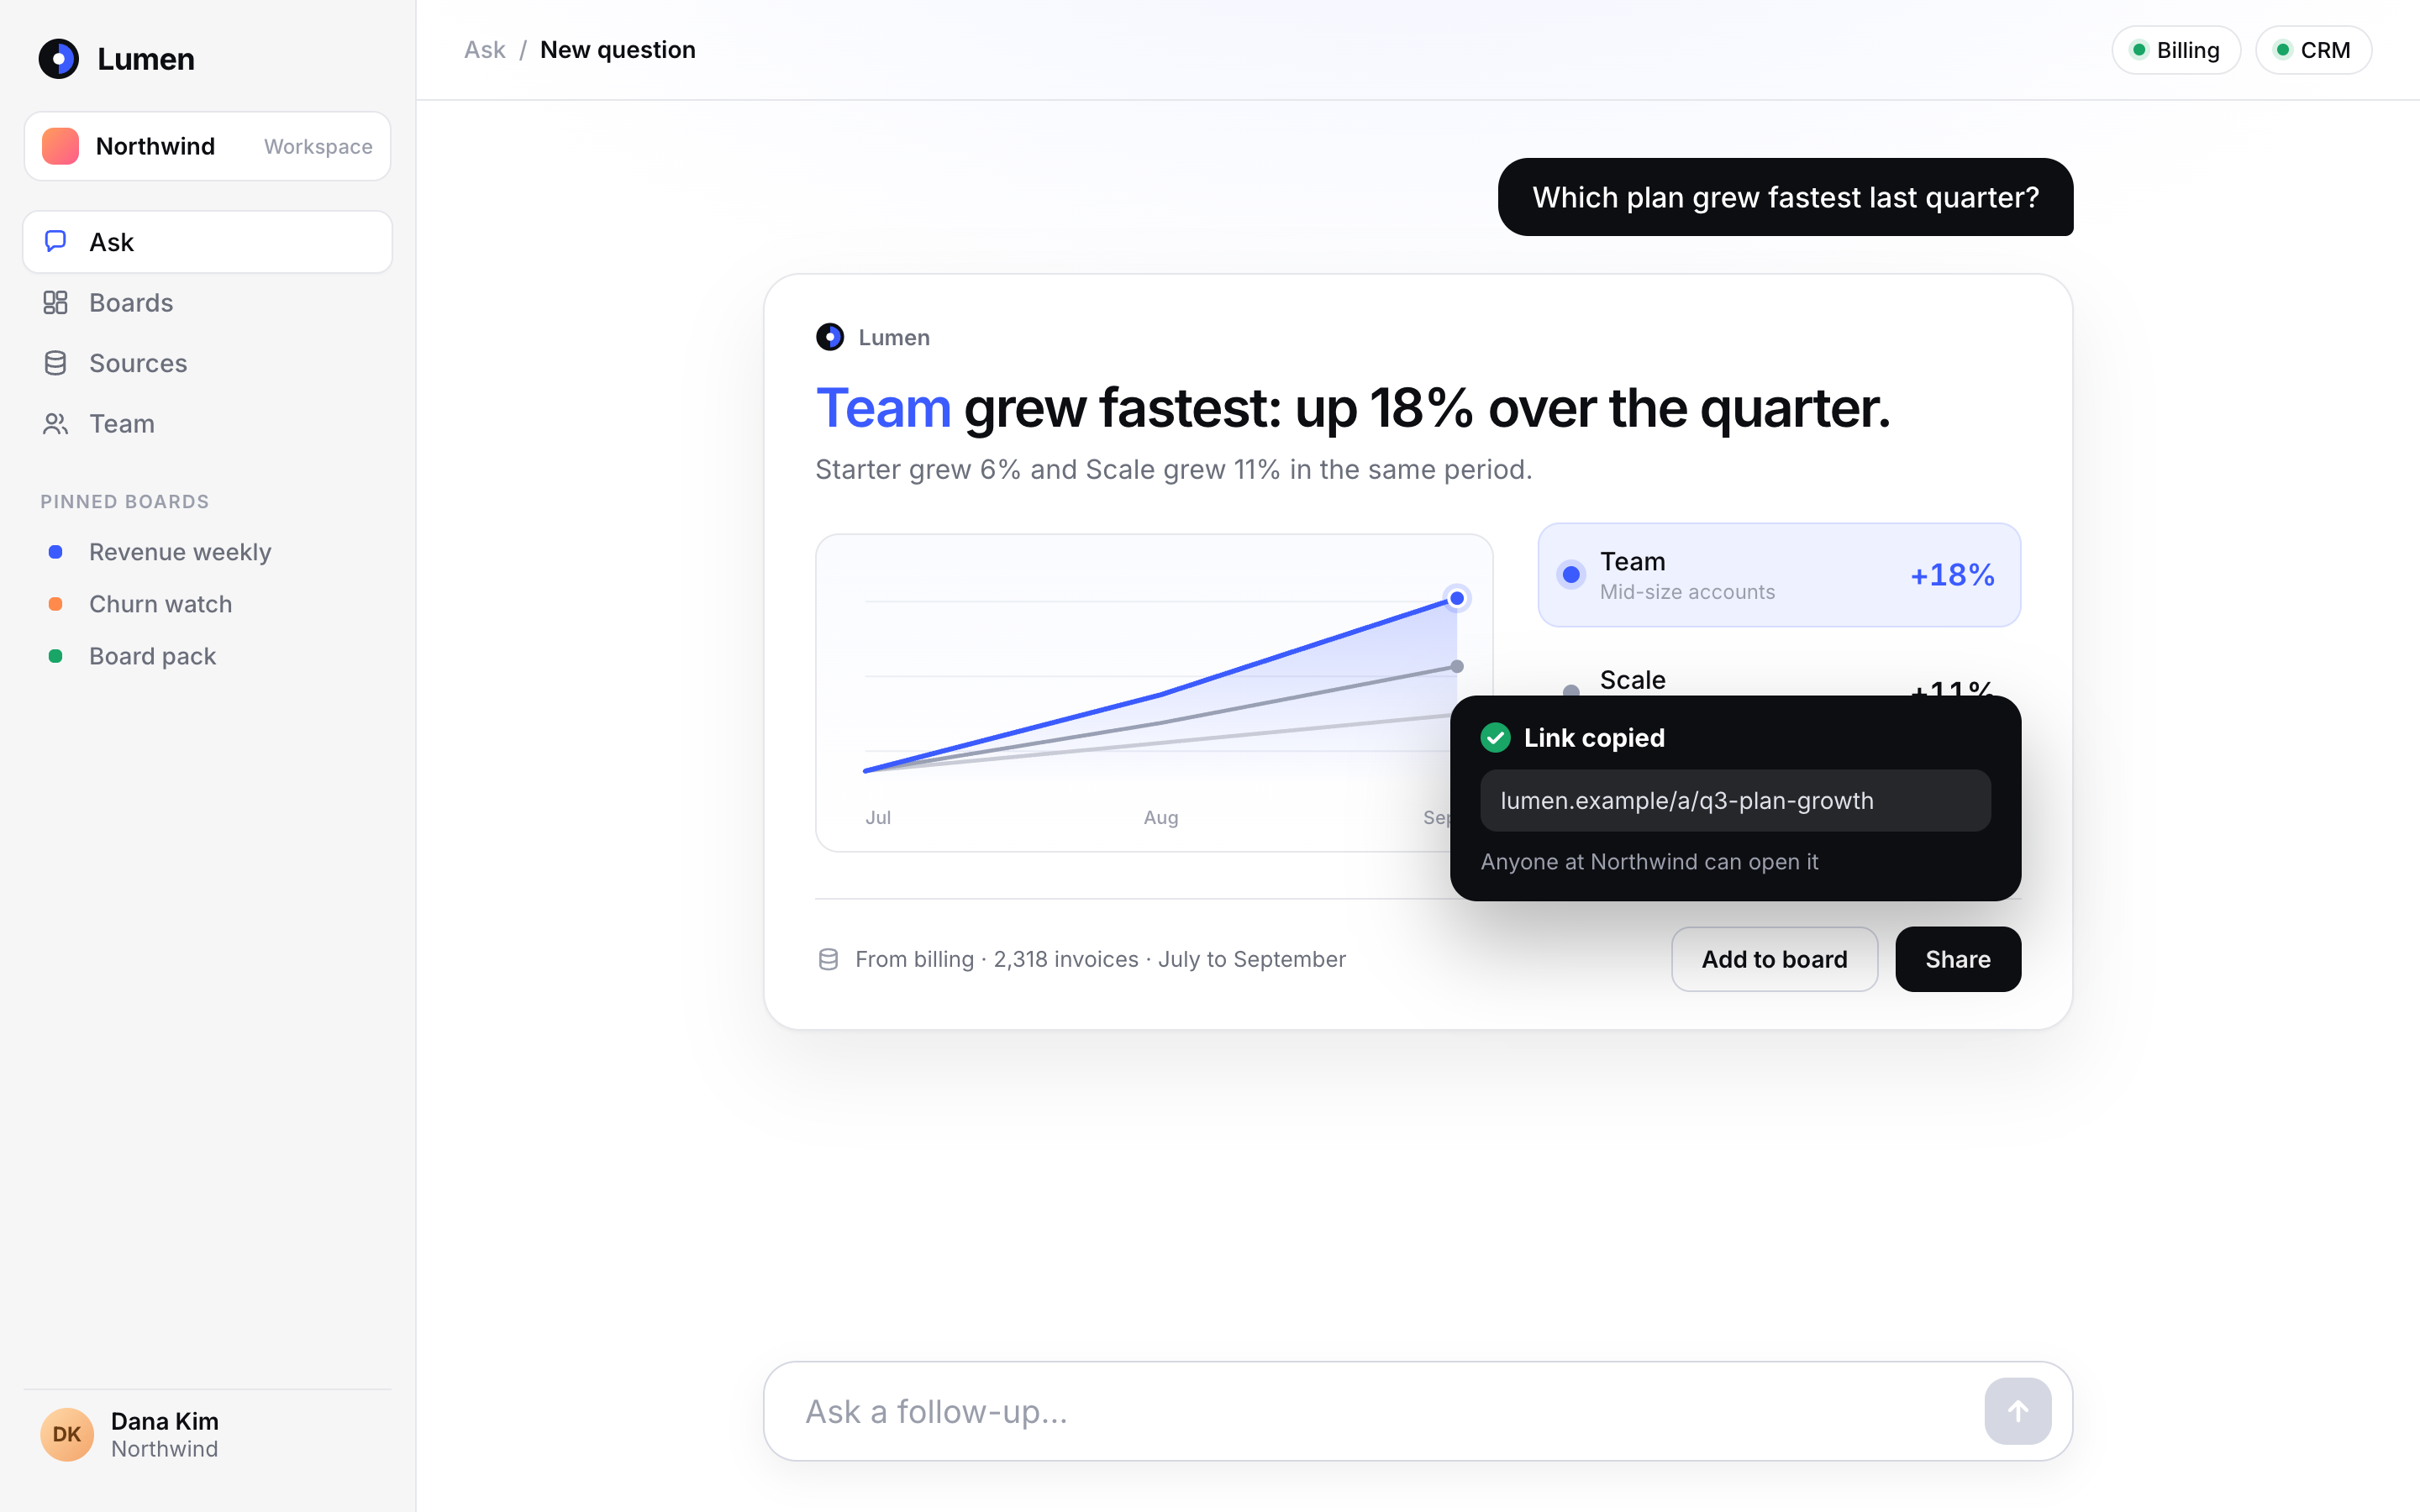 Lumen
Northwind Workspace
Ask
Boards
Sources
Team
PINNED BOARDS
Revenue weekly
Churn watch
Board pack
DK
Dana Kim
Northwind
Ask / New question
Billing
CRM
Which plan grew fastest last quarter?
Lumen
Team grew fastest: up 18% over the quarter.
Starter grew 6% and Scale grew 11% in the same period.
Jul
Aug
Sep
Team
Mid-size accounts
+18%
Scale
+11%
Link copied
lumen.example/a/q3-plan-growth
Anyone at Northwind can open it
From billing · 2,318 invoices · July to September
Add to board
Share
Ask a follow-up...